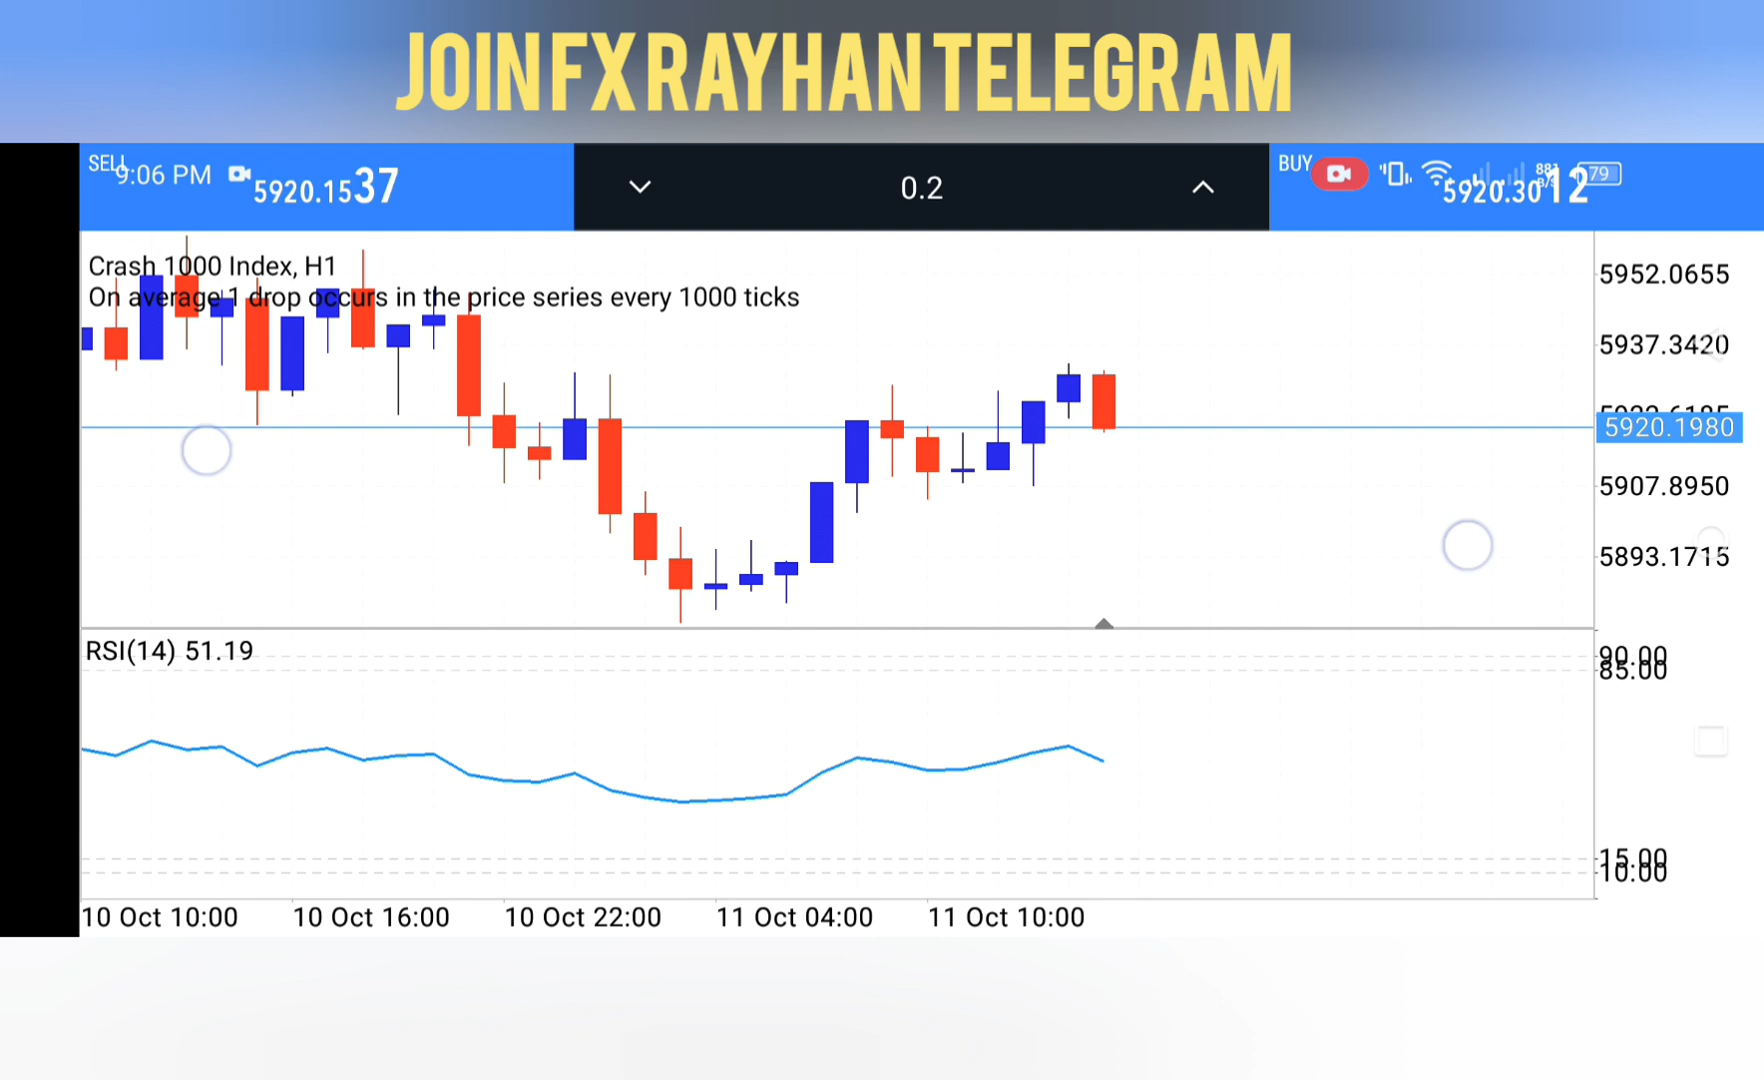 JOIN FX RAYHAN TELEGRAM
SELL
9:06 PM
5920.1537
0.2
BUY
79
5920.3012
Crash 1000 Index, H1
On average 1 drop occurs in the price series every 1000 ticks
5952.0655
5937.3420
5920.1980
5907.8950
5893.1715
RSI(14) 51.19
90.00
85.00
15.00
10.00
10 Oct 10:00
10 Oct 16:00
10 Oct 22:00
11 Oct 04:00
11 Oct 10:00